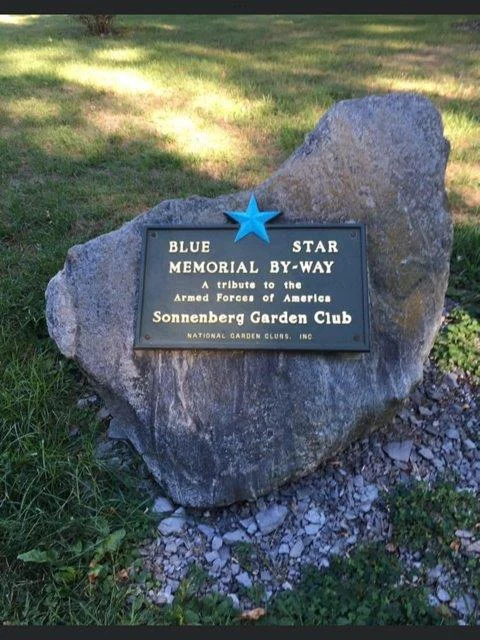 BLUE STAR
MEMORIAL BY-WAY
A tribute to the
Armed Forces of America
Sonnenberg Garden Club
NATIONAL GARDEN CLUBS, INC